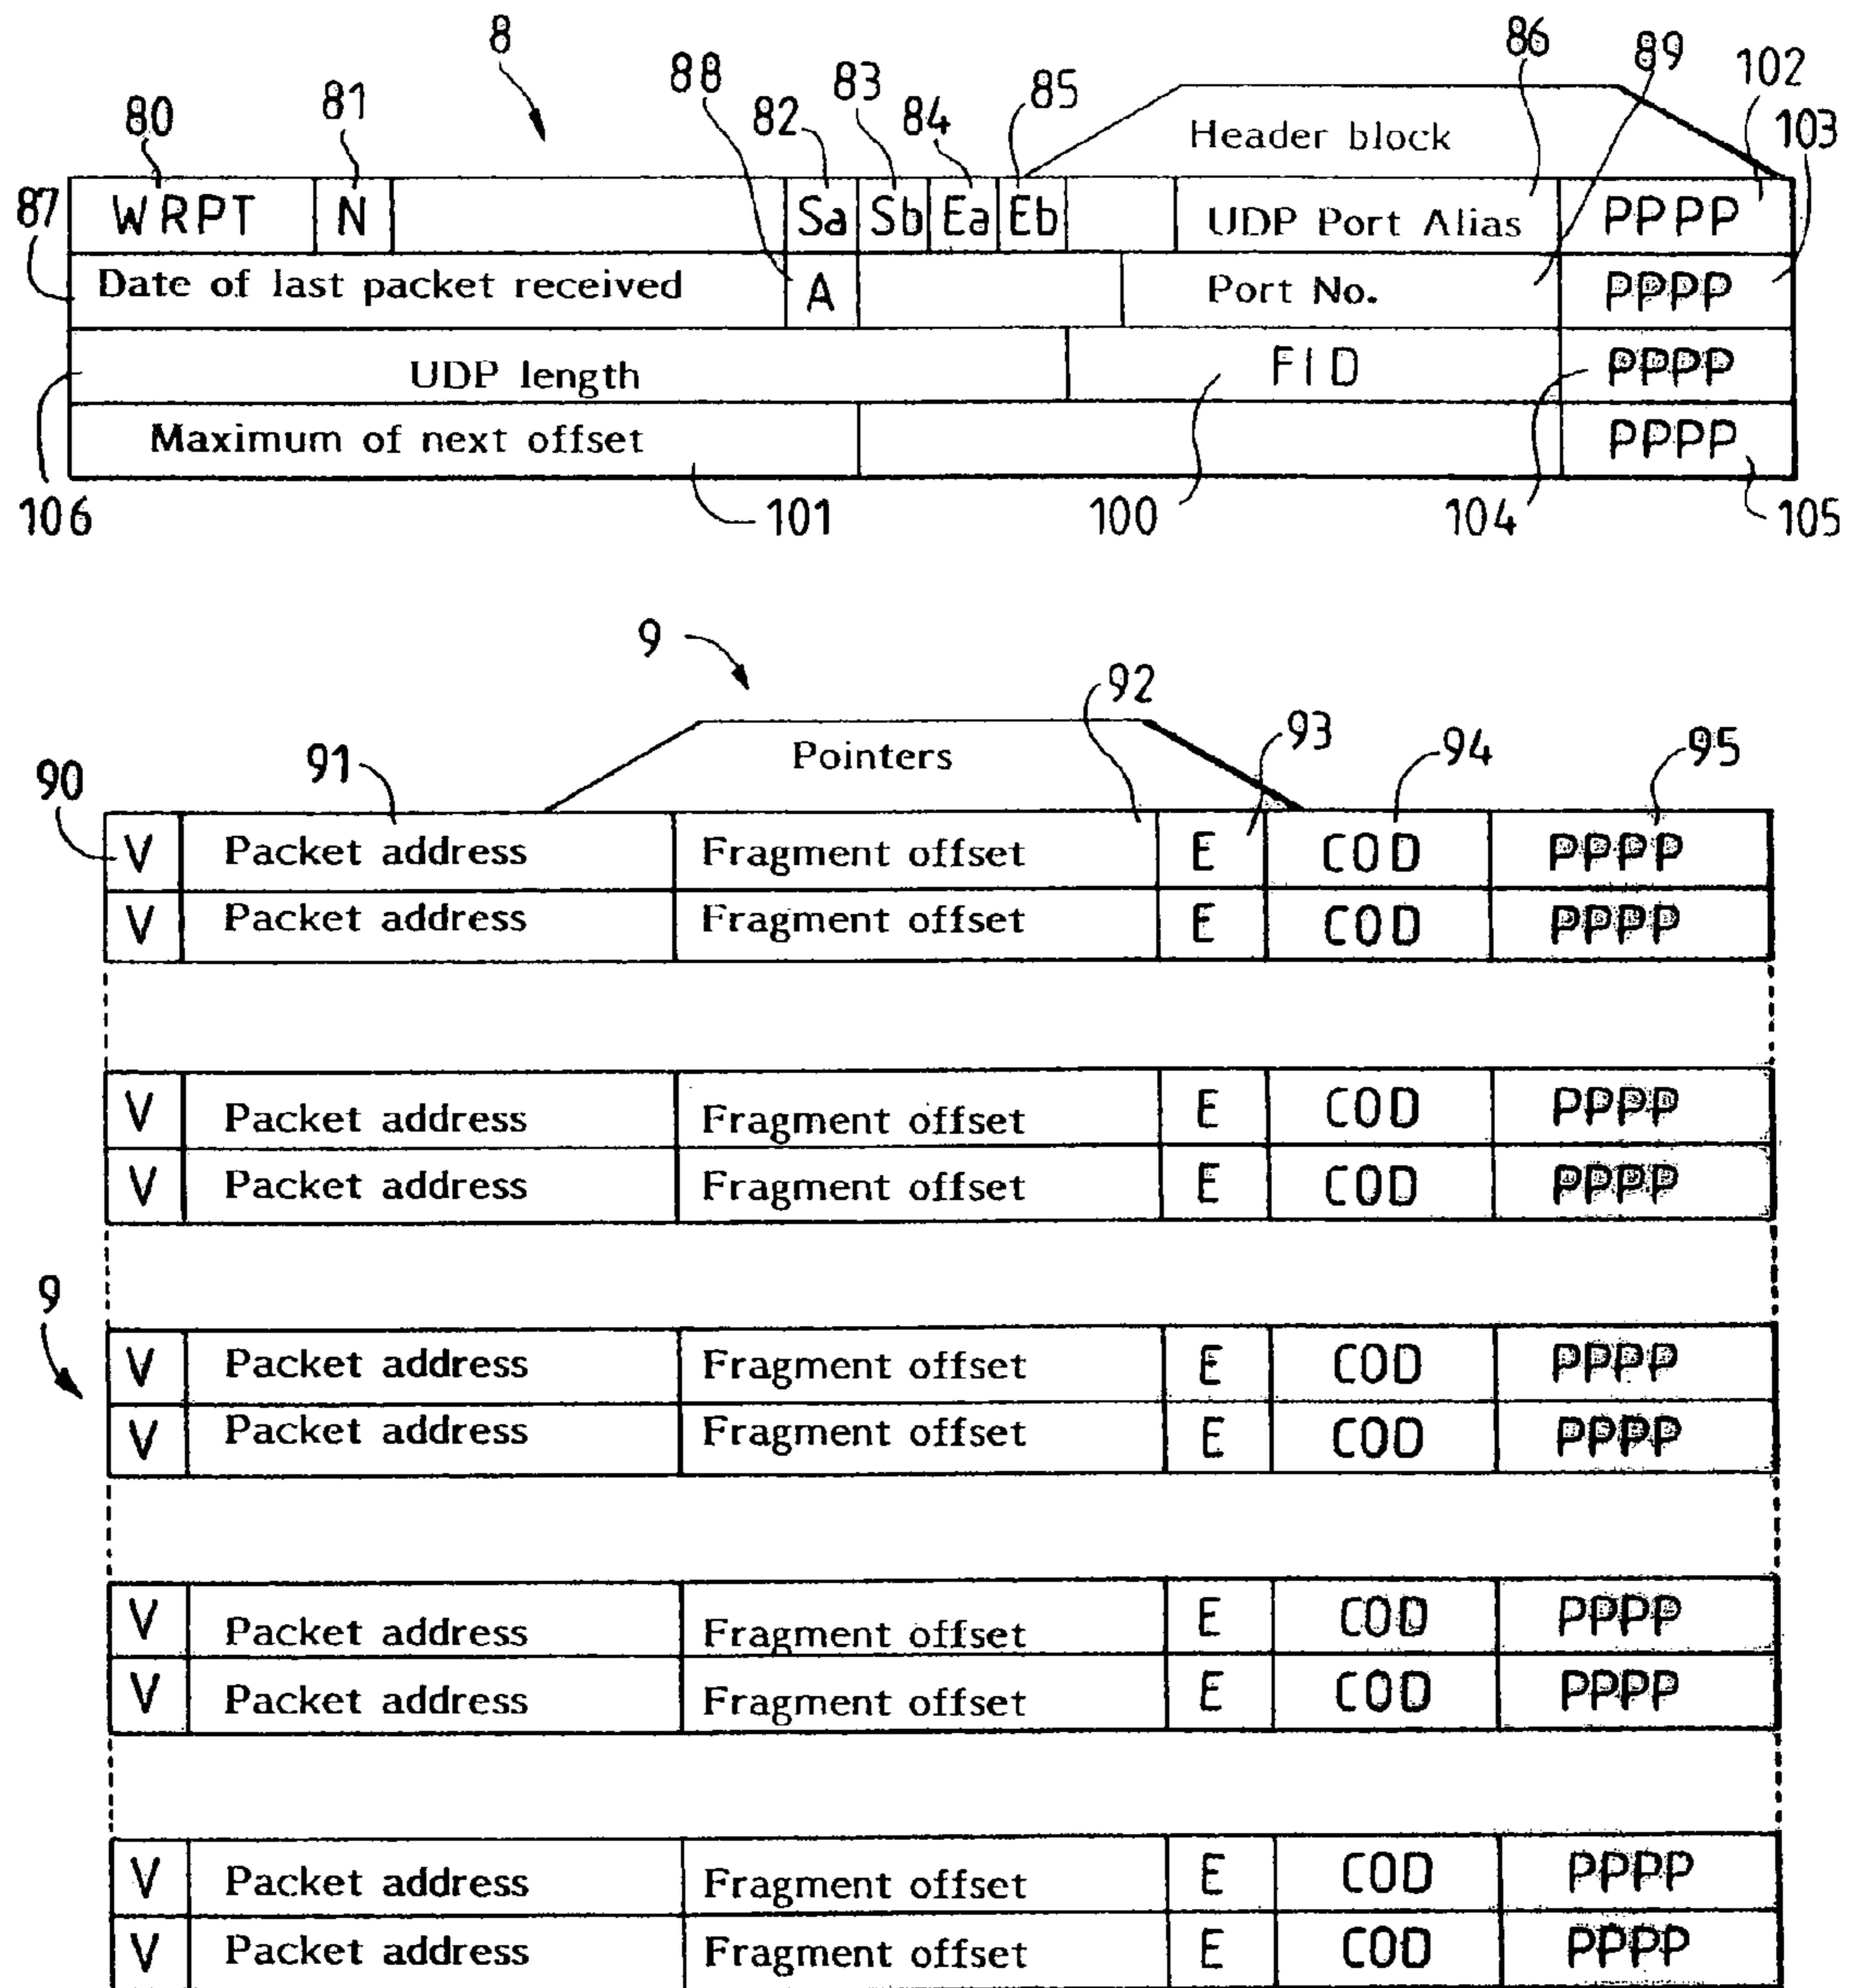 8
86
89
102
88
83
85
80
81
82
84
Header block
103
87
WRPT N Sa Sb Ea Eb UDP Port Alias PPPP
Date of last packet received A Port No. PPPP
UDP length FID PPPP
Maximum of next offset PPPP
106 101 100 104 105
9
92
Pointers
93
94
95
90
91
V Packet address Fragment offset E COD PPPP
V Packet address Fragment offset E COD PPPP
V Packet address Fragment offset E COD PPPP
V Packet address Fragment offset E COD PPPP
9
V Packet address Fragment offset E COD PPPP
V Packet address Fragment offset E COD PPPP
V Packet address Fragment offset E COD PPPP
V Packet address Fragment offset E COD PPPP
V Packet address Fragment offset E COD PPPP
V Packet address Fragment offset E COD PPPP